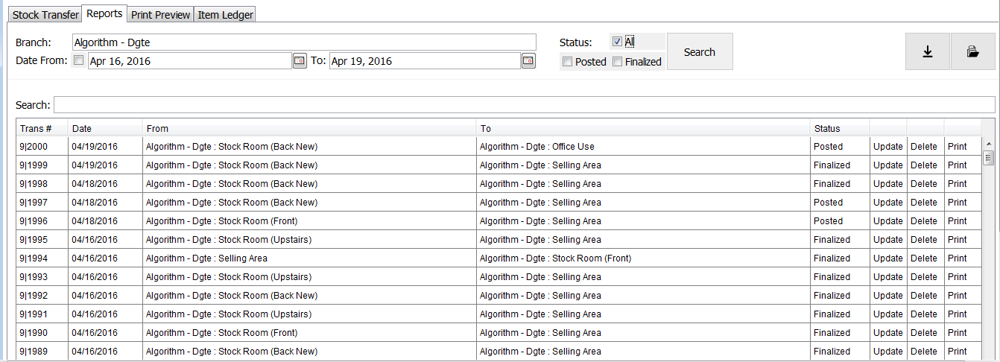 Stock Transfer Reports Print Preview Item Ledger
Branch: Algorithm - Dgte Status: Al Search
Date From: Apr 16, 2016 To: Apr 19, 2016 Posted Finalized
Search:
Trans # Date From To Status
9|2000 04/19/2016 Algorithm - Dgte : Stock Room (Back New) Algorithm - Dgte : Office Use Posted Update Delete Print
9|1999 04/19/2016 Algorithm - Dgte : Stock Room (Back New) Algorithm - Dgte : Selling Area Finalized Update Delete Print
9|1998 04/18/2016 Algorithm - Dgte : Stock Room (Back New) Algorithm - Dgte : Selling Area Finalized Update Delete Print
9|1997 04/18/2016 Algorithm - Dgte : Stock Room (Back New) Algorithm - Dgte : Selling Area Posted Update Delete Print
9|1996 04/18/2016 Algorithm - Dgte : Stock Room (Front) Algorithm - Dgte : Selling Area Posted Update Delete Print
9|1995 04/16/2016 Algorithm - Dgte : Stock Room (Upstairs) Algorithm - Dgte : Selling Area Finalized Update Delete Print
9|1994 04/16/2016 Algorithm - Dgte : Selling Area Algorithm - Dgte : Stock Room (Front) Finalized Update Delete Print
9|1993 04/16/2016 Algorithm - Dgte : Stock Room (Upstairs) Algorithm - Dgte : Selling Area Finalized Update Delete Print
9|1992 04/16/2016 Algorithm - Dgte : Stock Room (Back New) Algorithm - Dgte : Selling Area Finalized Update Delete Print
9|1991 04/16/2016 Algorithm - Dgte : Stock Room (Upstairs) Algorithm - Dgte : Selling Area Finalized Update Delete Print
9|1990 04/16/2016 Algorithm - Dgte : Stock Room (Front) Algorithm - Dgte : Selling Area Finalized Update Delete Print
9|1989 04/16/2016 Algorithm - Dgte : Stock Room (Back New) Algorithm - Dgte : Selling Area Finalized Update Delete Print